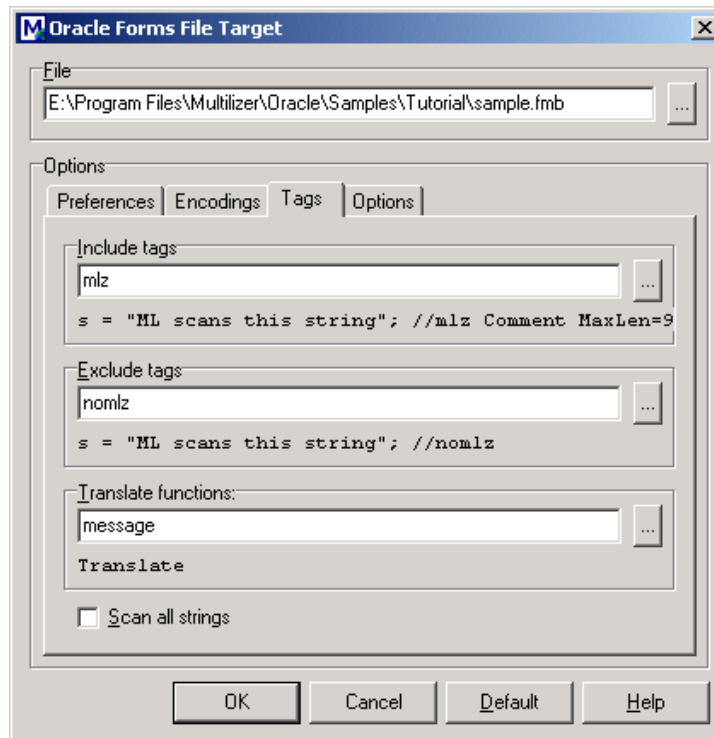 M Oracle Forms File Target
File
E:\Program Files\Multilizer\Oracle\Samples\Tutorial\sample.fmb ...
Options
Preferences Encodings Tags Options
Include tags
mlz ...
s = "ML scans this string"; //mlz Comment MaxLen=9
Exclude tags
nomlz ...
s = "ML scans this string"; //nomlz
Translate functions:
message ...
Translate
Scan all strings
OK Cancel Default Help